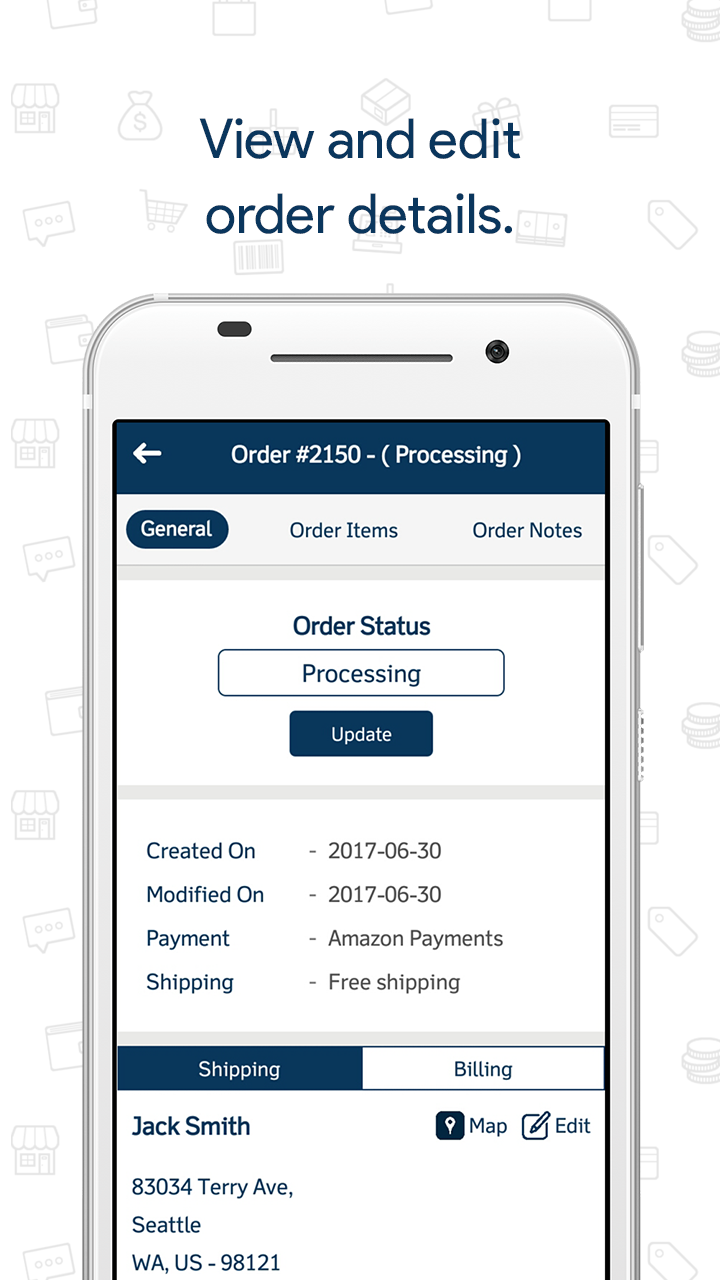 View and edit
order details.
Order #2150 - ( Processing )
General Order Items Order Notes
Order Status
Processing
Update
Created On - 2017-06-30
Modified On - 2017-06-30
Payment - Amazon Payments
Shipping - Free shipping
Shipping Billing
Jack Smith Map Edit
83034 Terry Ave,
Seattle
WA, US - 98121